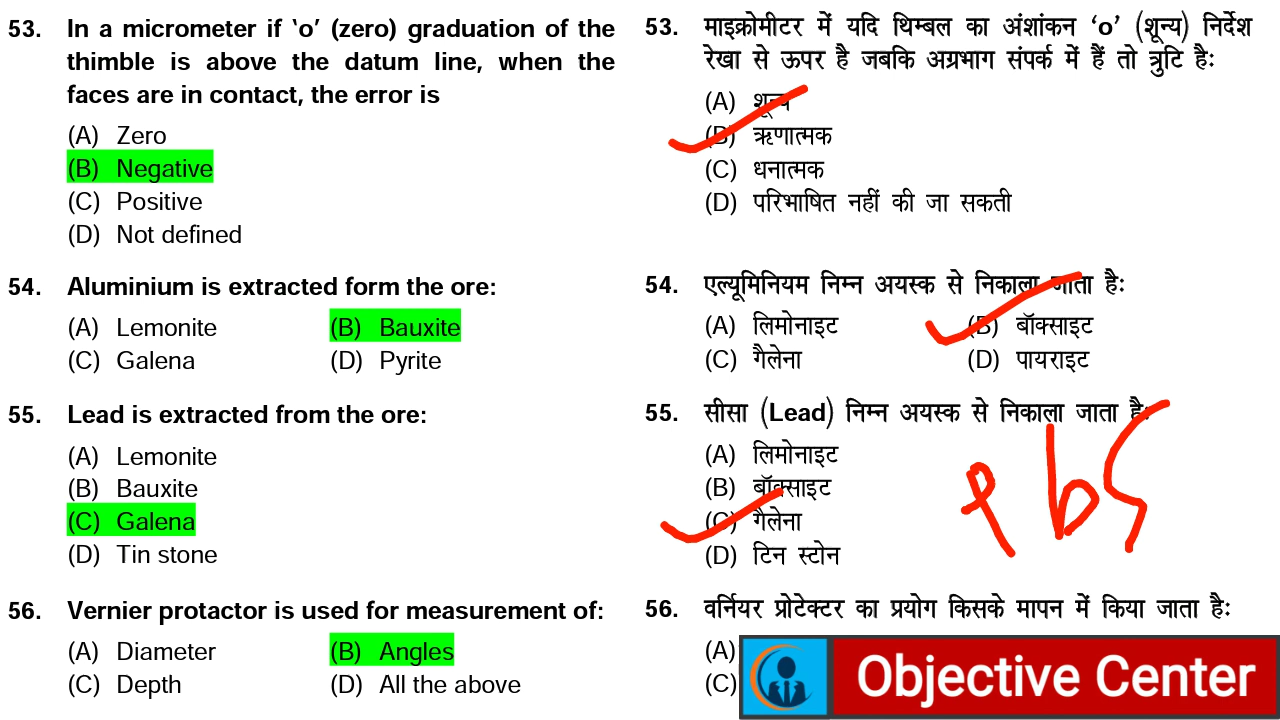 53. In a micrometer if ‘o’ (zero) graduation of the
thimble is above the datum line, when the
faces are in contact, the error is
(A) Zero
(B) Negative
(C) Positive
(D) Not defined
54. Aluminium is extracted form the ore:
(A) Lemonite (B) Bauxite
(C) Galena (D) Pyrite
55. Lead is extracted from the ore:
(A) Lemonite
(B) Bauxite
(C) Galena
(D) Tin stone
56. Vernier protactor is used for measurement of:
(A) Diameter (B) Angles
(C) Depth (D) All the above
53. माइक्रोमीटर में यदि थिम्बल का अंशांकन ‘o’ (शून्य) निर्देश
रेखा से ऊपर है जबकि अग्रभाग संपर्क में हैं तो त्रुटि हैः
(A) शून्य
(B) ऋणात्मक
(C) धनात्मक
(D) परिभाषित नहीं की जा सकती
54. एल्यूमिनियम निम्न अयस्क से निकाला जाता हैः
(A) लिमोनाइट (B) बॉक्साइट
(C) गैलेना (D) पायराइट
55. सीसा (Lead) निम्न अयस्क से निकाला जाता हैः
(A) लिमोनाइट
(B) बॉक्साइट
(C) गैलेना
(D) टिन स्टोन
PbS
56. वर्नियर प्रोटेक्टर का प्रयोग किसके मापन में किया जाता हैः
(A)
(C)
Objective Center